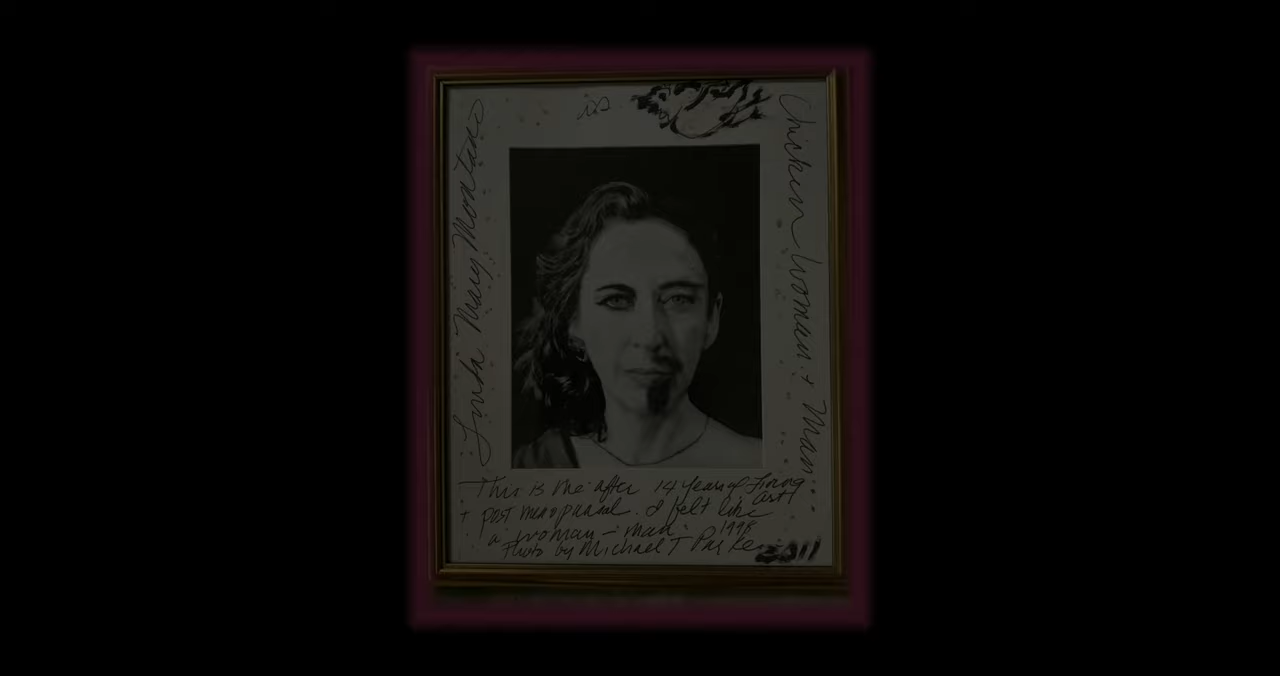 Linda Mary Montano
is
Chicken Woman + Man
This is me after 14 years of Living Art
+ post menopausal. I felt like
a woman - man. 1998
Photo by Michael T Parker
2011